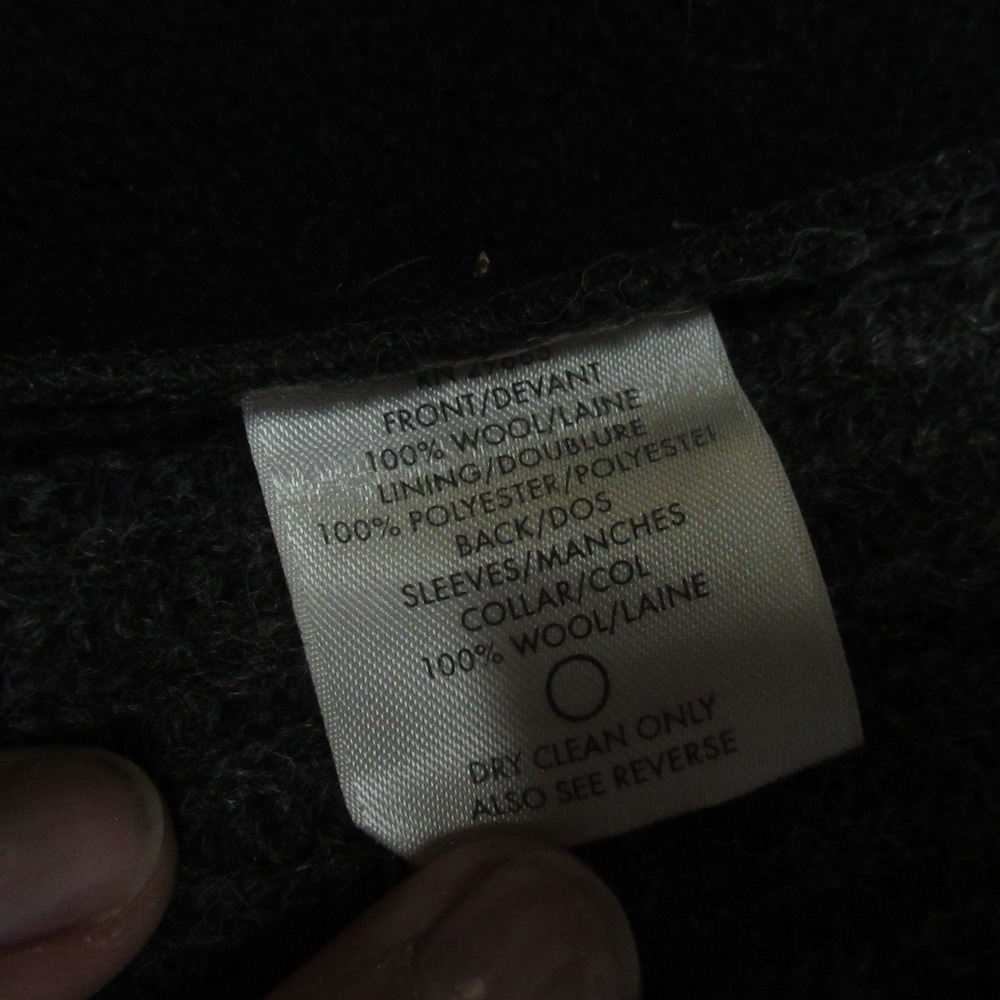 FRONT/DEVANT
100% WOOL/LAINE
LINING/DOUBLURE
100% POLYESTER/POLYESTER
BACK/DOS
SLEEVES/MANCHES
COLLAR/COL
100% WOOL/LAINE
DRY CLEAN ONLY
ALSO SEE REVERSE